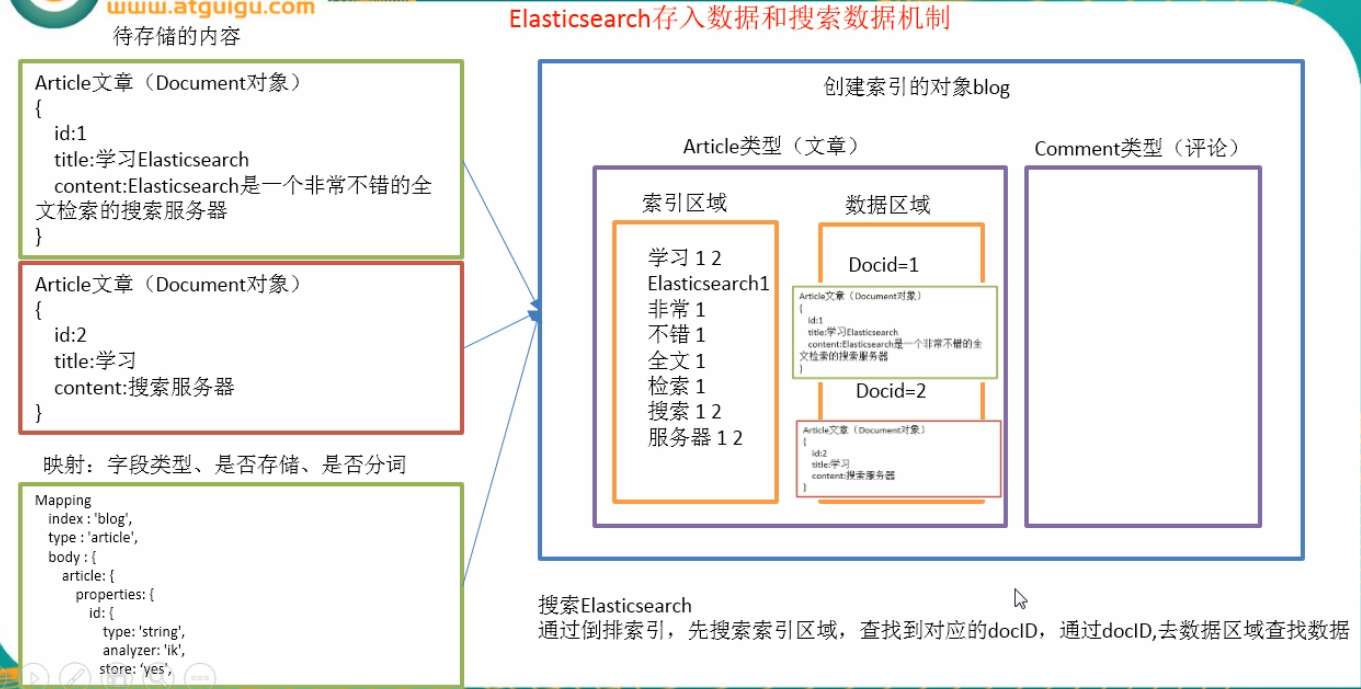 www.atguigu.com
Elasticsearch存入数据和搜索数据机制
待存储的内容
Article文章（Document对象）
{
id:1
title:学习Elasticsearch
content:Elasticsearch是一个非常不错的全
文检索的搜索服务器
}
Article文章（Document对象）
{
id:2
title:学习
content:搜索服务器
}
映射：字段类型、是否存储、是否分词
Mapping
index : 'blog',
type : 'article',
body : {
article: {
properties: {
id: {
type: 'string',
analyzer: 'ik',
store: 'yes',
创建索引的对象blog
Article类型（文章）
索引区域
学习 1 2
Elasticsearch1
非常 1
不错 1
全文 1
检索 1
搜索 1 2
服务器 1 2
数据区域
Docid=1
Article文章（Document对象）
{
id:1
title:学习Elasticsearch
content:Elasticsearch是一个非常不错的全
文检索的搜索服务器
}
Docid=2
Article文章（Document对象）
{
id:2
title:学习
content:搜索服务器
}
Comment类型（评论）
搜索Elasticsearch
通过倒排索引，先搜索索引区域，查找到对应的docID，通过docID,去数据区域查找数据